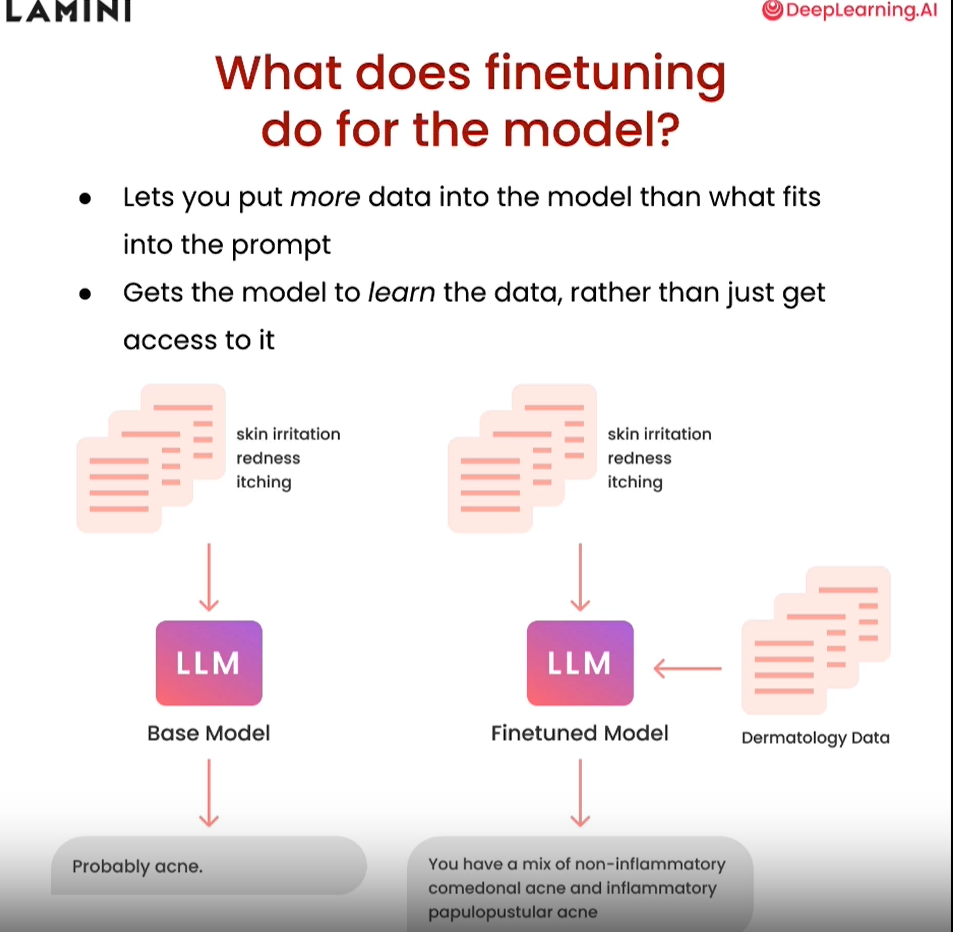 LAMINI
DeepLearning.AI
What does finetuning
do for the model?
● Lets you put more data into the model than what fits
into the prompt
● Gets the model to learn the data, rather than just get
access to it
skin irritation
redness
itching
LLM
Base Model
Probably acne.
skin irritation
redness
itching
LLM
Finetuned Model
Dermatology Data
You have a mix of non-inflammatory
comedonal acne and inflammatory
papulopustular acne